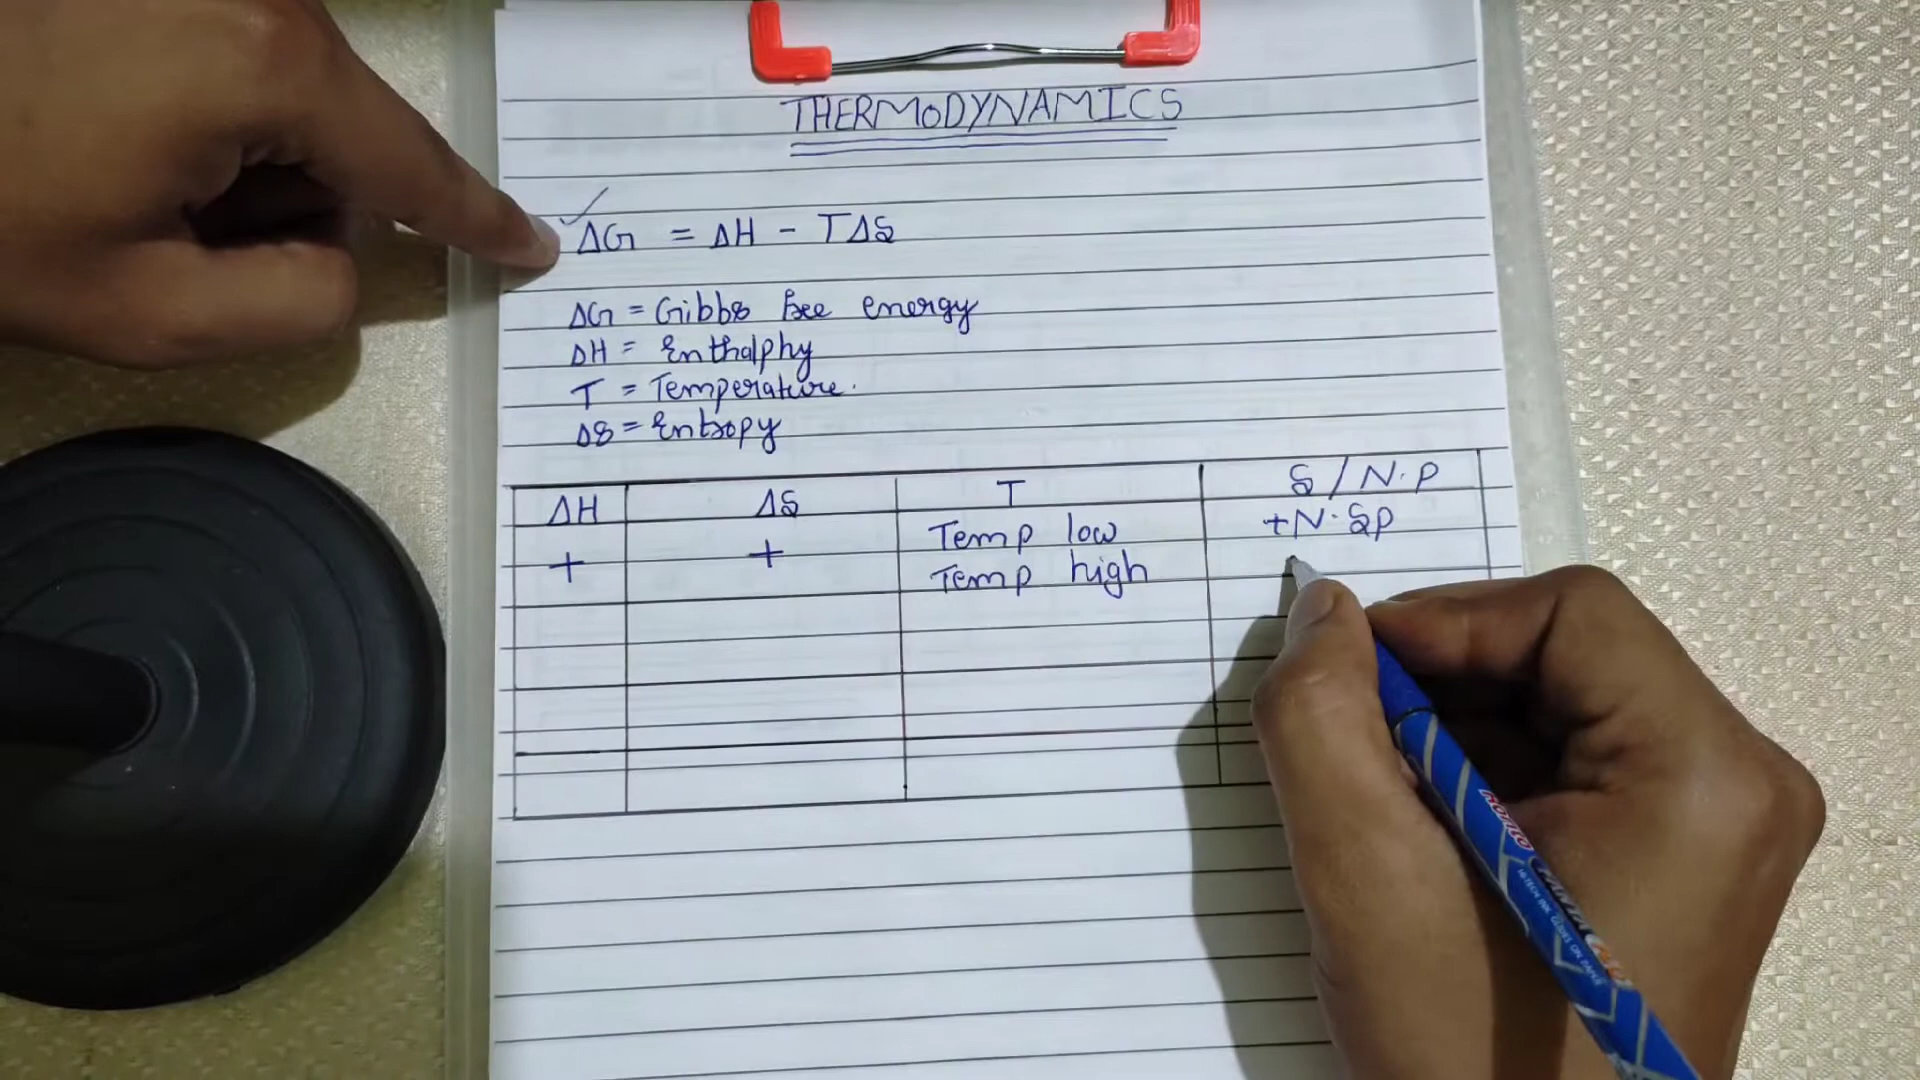 THERMODYNAMICS
ΔG = ΔH - TΔS
ΔG = Gibbs free energy
ΔH = Enthalphy
T = Temperature.
ΔS = Entropy
ΔH ΔS T S / N.P
Temp low +N.SP
+ +
Temp high